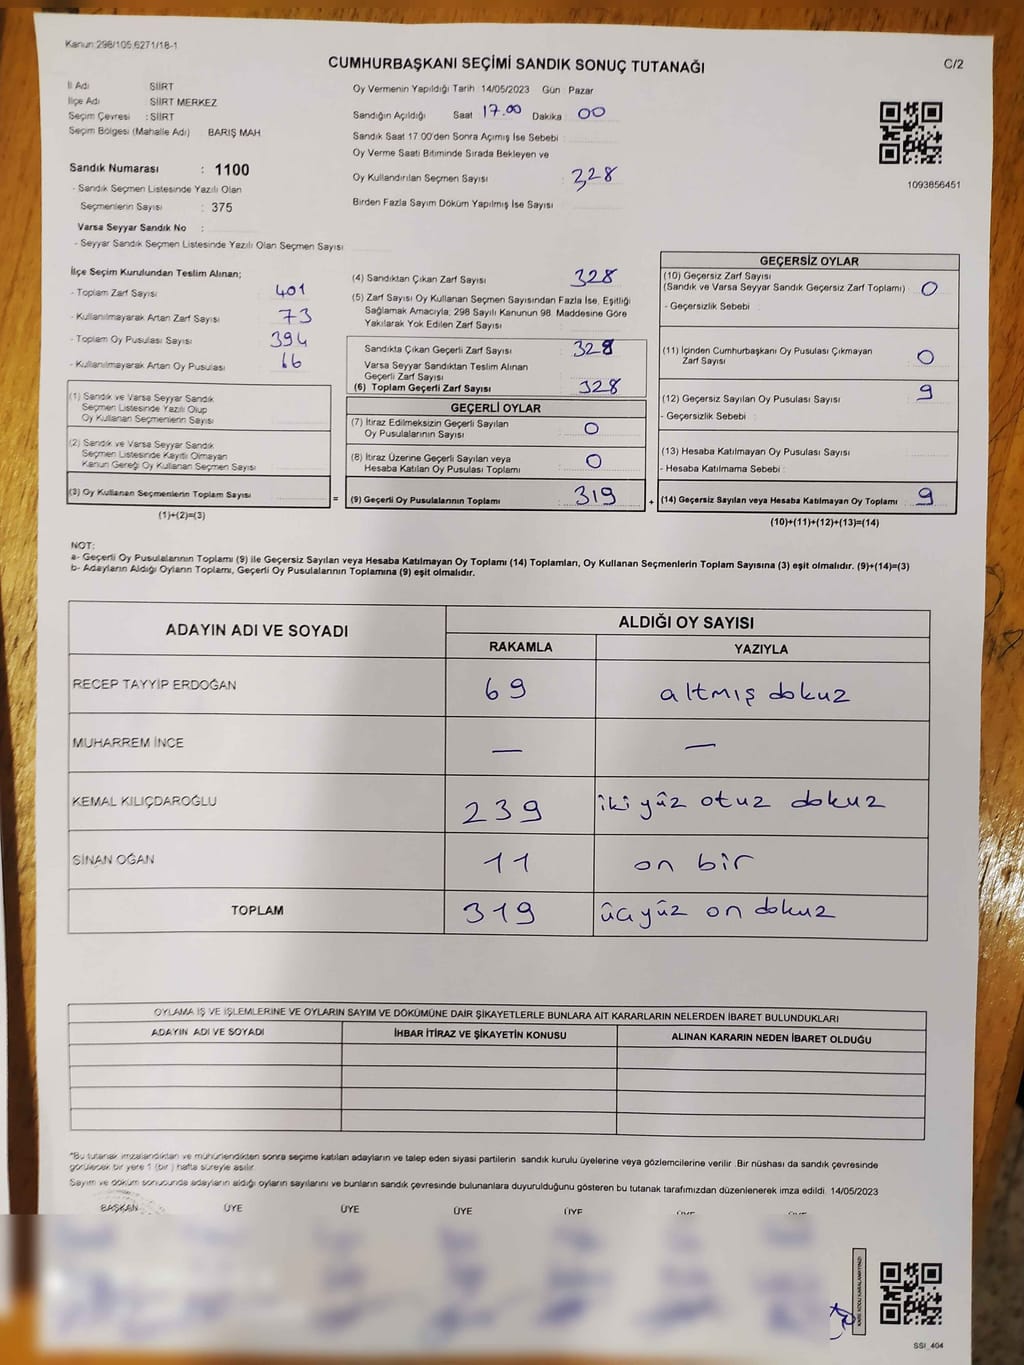 Kanun:298/105,6271/18-1
CUMHURBAŞKANI SEÇİMİ SANDIK SONUÇ TUTANAĞI
C/2
İl Adı SİİRT
İlçe Adı SİİRT MERKEZ
Seçim Çevresi : SİİRT
Seçim Bölgesi (Mahalle Adı) BARIŞ MAH
Oy Vermenin Yapıldığı Tarih 14/05/2023 Gün : Pazar
Sandığın Açıldığı Saat 17.00 Dakika 00
Sandık Saat 17:00'den Sonra Açımış İse Sebebi :
Oy Verme Saati Bitiminde Sırada Bekleyen ve
Oy Kullandırılan Seçmen Sayısı : 328
Birden Fazla Sayım Döküm Yapılmış İse Sayısı
1093856451
Sandık Numarası : 1100
- Sandık Seçmen Listesinde Yazılı Olan
Seçmenlerin Sayısı : 375
Varsa Seyyar Sandık No :
- Seyyar Sandık Seçmen Listesinde Yazılı Olan Seçmen Sayısı
İlçe Seçim Kurulundan Teslim Alınan;
- Toplam Zarf Sayısı : 401
- Kullanılmayarak Artan Zarf Sayısı : 73
- Toplam Oy Pusulası Sayısı : 394
- Kullanılmayarak Artan Oy Pusulası : 66
(1) Sandık ve Varsa Seyyar Sandık
Seçmen Listesinde Yazılı Olup
Oy Kullanan Seçmenlerin Sayısı :
(2) Sandık ve Varsa Seyyar Sandık
Seçmen Listesinde Kayıtlı Olmayan
Kanun Gereği Oy Kullanan Seçmen Sayısı :
(3) Oy Kullanan Seçmenlerin Toplam Sayısı
(1)+(2)=(3)
=
(4) Sandıktan Çıkan Zarf Sayısı : 328
(5) Zarf Sayısı Oy Kullanan Seçmen Sayısından Fazla İse, Eşitliği
Sağlamak Amacıyla, 298 Sayılı Kanunun 98. Maddesine Göre
Yakılarak Yok Edilen Zarf Sayısı
Sandıkta Çıkan Geçerli Zarf Sayısı 328
Varsa Seyyar Sandıktan Teslim Alınan
Geçerli Zarf Sayısı
(6) Toplam Geçerli Zarf Sayısı : 328
GEÇERLİ OYLAR
(7) İtiraz Edilmeksizin Geçerli Sayılan
Oy Pusulalarının Sayısı : 0
(8) İtiraz Üzerine Geçerli Sayılan veya
Hesaba Katılan Oy Pusulası Toplamı : 0
(9) Geçerli Oy Pusulalarının Toplamı : 319
+
GEÇERSİZ OYLAR
(10) Geçersiz Zarf Sayısı
(Sandık ve Varsa Seyyar Sandık Geçersiz Zarf Toplamı) : 0
- Geçersizlik Sebebi :
(11) İçinden Cumhurbaşkanı Oy Pusulası Çıkmayan
Zarf Sayısı : 0
(12) Geçersiz Sayılan Oy Pusulası Sayısı : 9
- Geçersizlik Sebebi :
(13) Hesaba Katılmayan Oy Pusulası Sayısı :
- Hesaba Katılmama Sebebi :
(14) Geçersiz Sayılan veya Hesaba Katılmayan Oy Toplamı : 9
(10)+(11)+(12)+(13)=(14)
NOT:
a- Geçerli Oy Pusulalarının Toplamı (9) ile Geçersiz Sayılan veya Hesaba Katılmayan Oy Toplamı (14) Toplamları, Oy Kullanan Seçmenlerin Toplam Sayısına (3) eşit olmalıdır. (9)+(14)=(3)
b- Adayların Aldığı Oyların Toplamı, Geçerli Oy Pusulalarının Toplamına (9) eşit olmalıdır.
ADAYIN ADI VE SOYADI ALDIĞI OY SAYISI
RAKAMLA YAZIYLA
RECEP TAYYİP ERDOĞAN 69 altmış dokuz
MUHARREM İNCE — —
KEMAL KILIÇDAROĞLU 239 iki yüz otuz dokuz
SİNAN OĞAN 11 on bir
TOPLAM 319 üçyüz on dokuz
OYLAMA İŞ VE İŞLEMLERİNE VE OYLARIN SAYIM VE DÖKÜMÜNE DAİR ŞİKAYETLERLE BUNLARA AİT KARARLARIN NELERDEN İBARET BULUNDUKLARI
ADAYIN ADI VE SOYADI İHBAR İTİRAZ VE ŞİKAYETİN KONUSU ALINAN KARARIN NEDEN İBARET OLDUĞU
*Bu tutanak imzalandıktan ve mühürlendikten sonra seçime katılan adayların ve talep eden siyasi partilerin sandık kurulu üyelerine veya gözlemcilerine verilir .Bir nüshası da sandık çevresinde
görülecek bir yere 1 (bir ) hafta süreyle asılır.
Sayım ve döküm sonucunda adayların aldığı oyların sayılarını ve bunların sandık çevresinde bulunanlara duyurulduğunu gösteren bu tutanak tarafımızdan düzenlenerek imza edildi. 14/05/2023
BAŞKAN ÜYE ÜYE ÜYE ÜYE ÜYE ÜYE
SSI_404